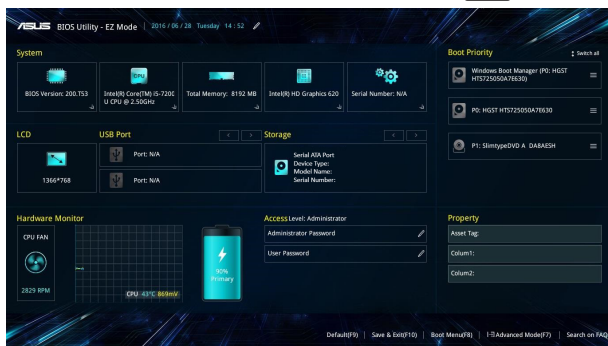 ASUS BIOS Utility - EZ Mode 2016/06/28 Tuesday 14:52
System
BIOS Version: 200.T53
Intel(R) Core(TM) i5-7200
U CPU @ 2.50GHz
Total Memory: 8192 MB
Intel(R) HD Graphics 620
Serial Number: N/A
Boot Priority
Switch all
Windows Boot Manager (P0: HGST
HTS725050A7E630)
P0: HGST HTS725050A7E630
P1: SlimtypeDVD A DA8AESH
LCD
1366*768
USB Port
< >
Port: N/A
Port: N/A
Storage
< >
Serial ATA Port
Device Type:
Model Name:
Serial Number:
Hardware Monitor
CPU FAN
2829 RPM
CPU 43°C 869mV
90%
Primary
Access Level: Administrator
Administrator Password
User Password
Property
Asset Tag:
Colum1:
Colum2:
Default(F9) Save & Exit(F10) Boot Menu(F8) Advanced Mode(F7) Search on FAQ